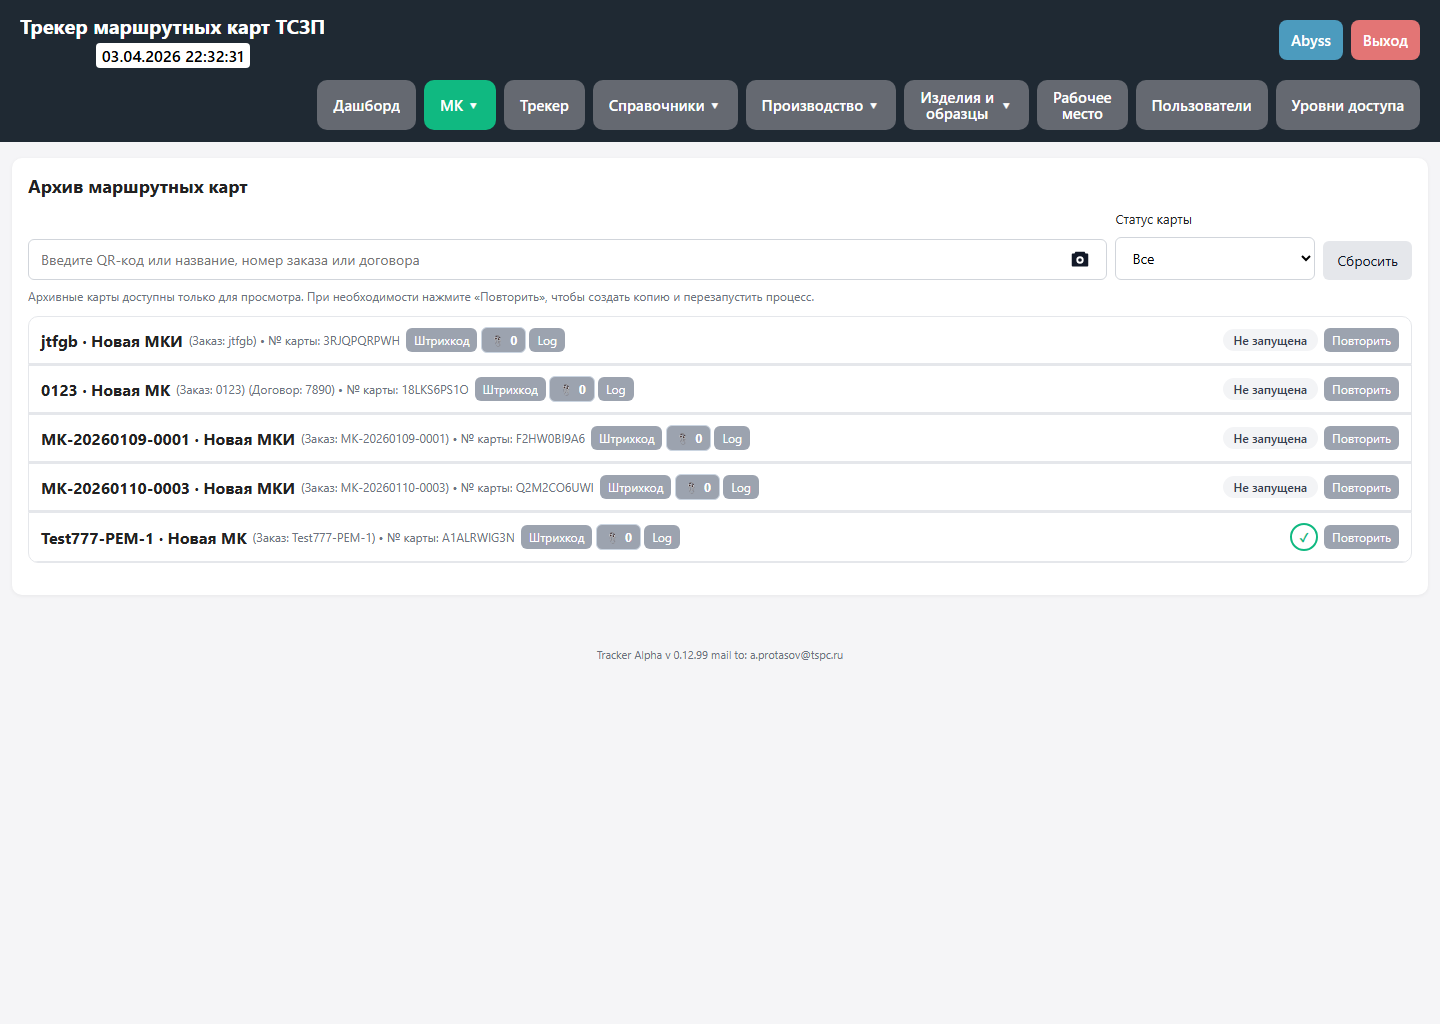 Трекер маршрутных карт ТСЗП
03.04.2026 22:32:31
Abyss
Выход
Дашборд
МК ▼
Трекер
Справочники ▼
Производство ▼
Изделия и образцы ▼
Рабочее место
Пользователи
Уровни доступа
Архив маршрутных карт
Статус карты
Введите QR-код или название, номер заказа или договора
Все
Сбросить
Архивные карты доступны только для просмотра. При необходимости нажмите «Повторить», чтобы создать копию и перезапустить процесс.
jtfgb · Новая МКИ (Заказ: jtfgb) • № карты: 3RJQPQRPWH Штрихкод 0 Log Не запущена Повторить
0123 · Новая МК (Заказ: 0123) (Договор: 7890) • № карты: 18LKS6PS1O Штрихкод 0 Log Не запущена Повторить
МК-20260109-0001 · Новая МКИ (Заказ: МК-20260109-0001) • № карты: F2HW0BI9A6 Штрихкод 0 Log Не запущена Повторить
МК-20260110-0003 · Новая МКИ (Заказ: МК-20260110-0003) • № карты: Q2M2CO6UWI Штрихкод 0 Log Не запущена Повторить
Test777-РЕМ-1 · Новая МК (Заказ: Test777-РЕМ-1) • № карты: A1ALRWIG3N Штрихкод 0 Log ✓ Повторить
Tracker Alpha v 0.12.99 mail to: a.protasov@tspc.ru